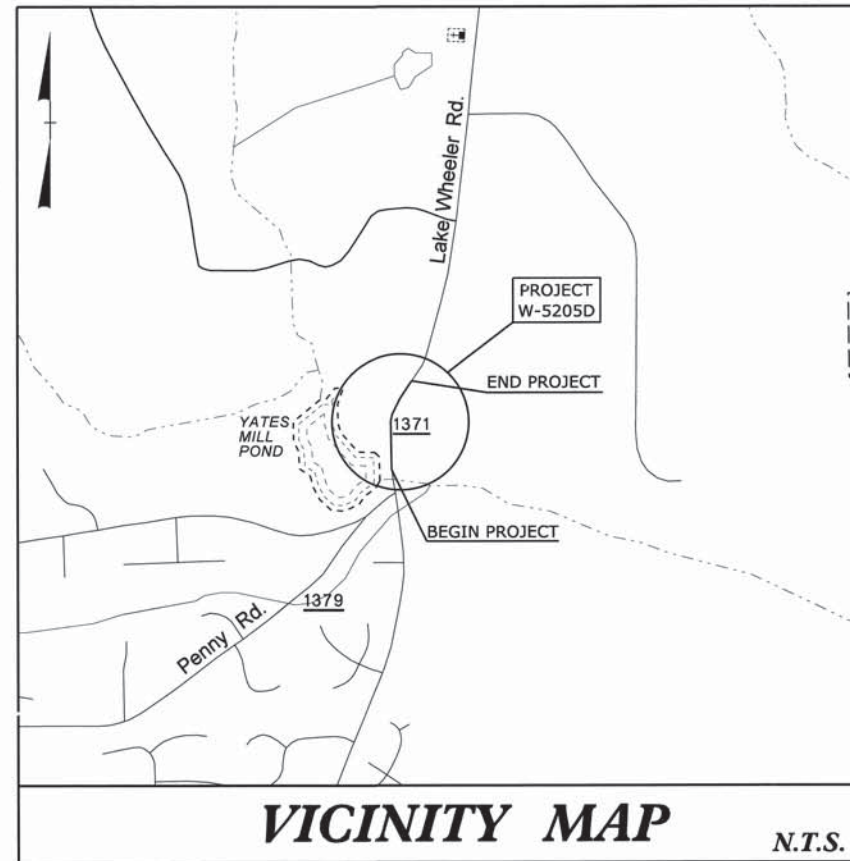 Lake Wheeler Rd.
PROJECT
W-5205D
END PROJECT
1371
YATES
MILL
POND
BEGIN PROJECT
1379
Penny Rd.
VICINITY MAP
N.T.S.